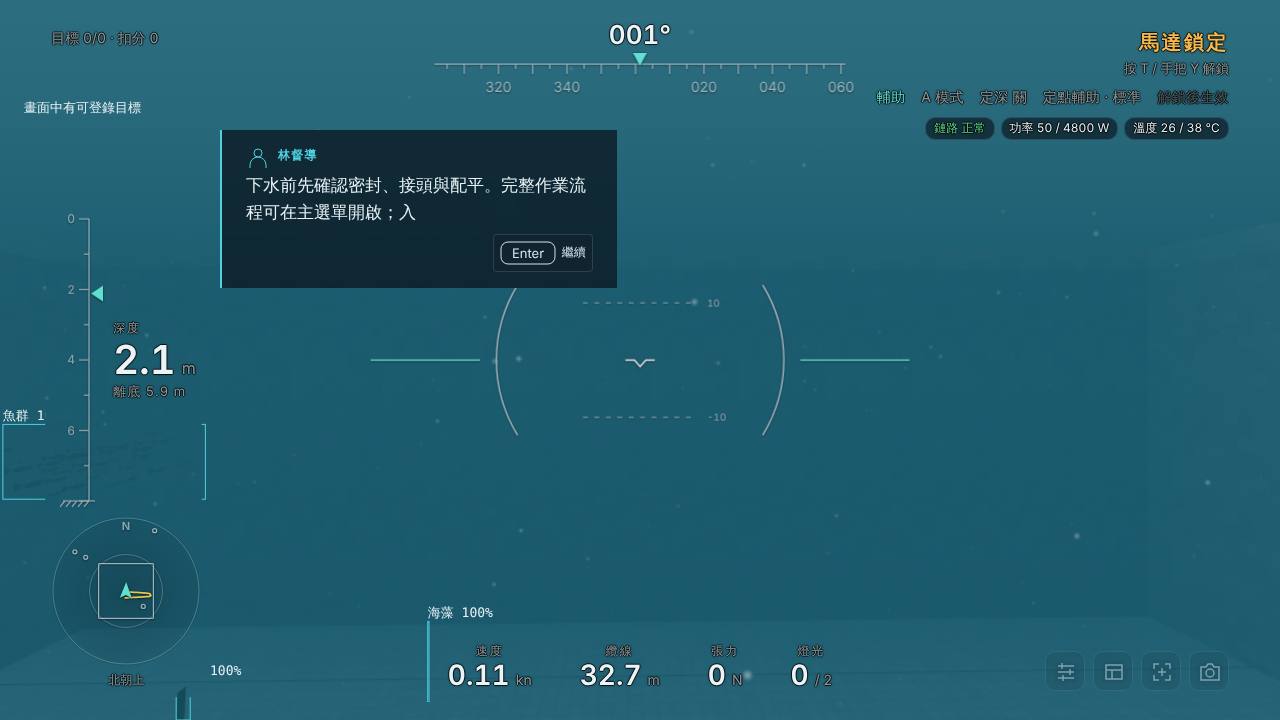 目標 0/0 · 扣分 0
001°
馬達鎖定
按 T / 手把 Y 解鎖
320 340 020 040 060
輔助 A 模式 定深 關 定點輔助 · 標準 解鎖後生效
畫面中有可登錄目標
鏈路 正常 功率 50 / 4800 W 溫度 26 / 38 °C
林督導
下水前先確認密封、接頭與配平。完整作業流
程可在主選單開啟；入
Enter 繼續
0
2
4
6
10
-10
深度
2.1 m
離底 5.9 m
魚群 1
N
北朝上
100%
海藻 100%
速度 纜線 張力 燈光
0.11 kn 32.7 m 0 N 0 / 2